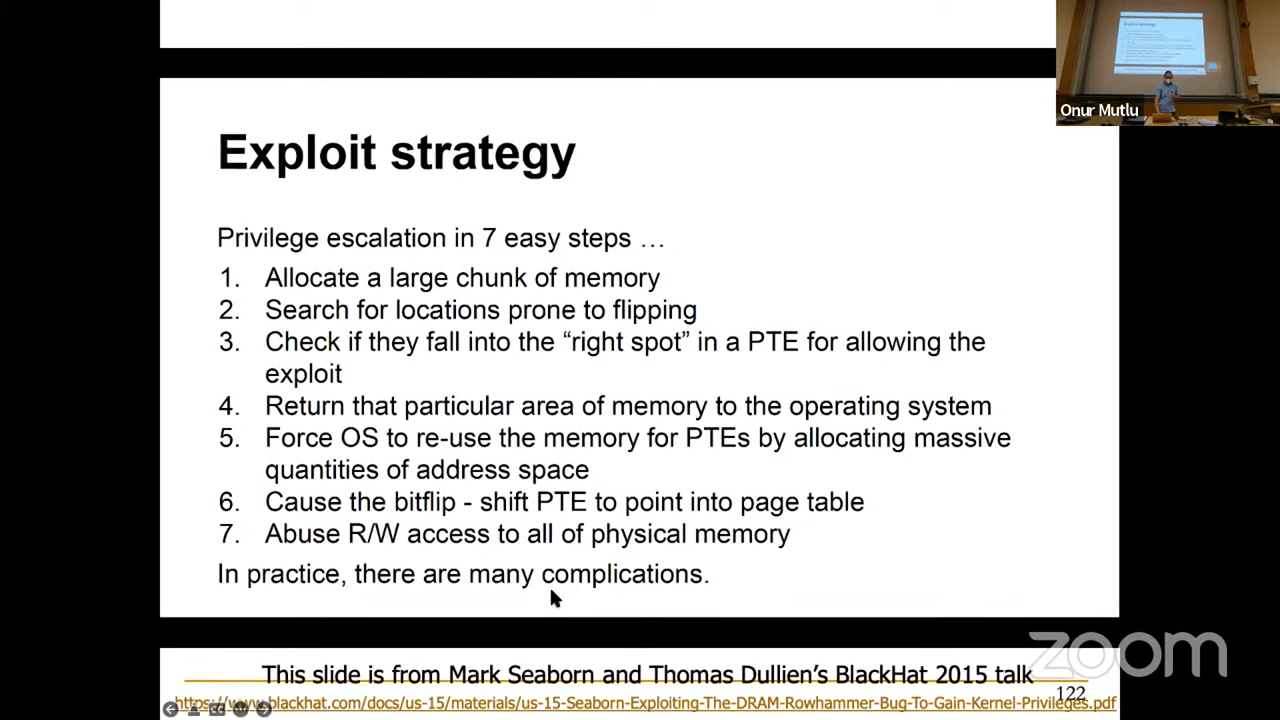 Exploit strategy
Privilege escalation in 7 easy steps …
1. Allocate a large chunk of memory
2. Search for locations prone to flipping
3. Check if they fall into the “right spot” in a PTE for allowing the
exploit
4. Return that particular area of memory to the operating system
5. Force OS to re-use the memory for PTEs by allocating massive
quantities of address space
6. Cause the bitflip - shift PTE to point into page table
7. Abuse R/W access to all of physical memory
In practice, there are many complications.
Onur Mutlu
zoom
This slide is from Mark Seaborn and Thomas Dullien’s BlackHat 2015 talk
https://www.blackhat.com/docs/us-15/materials/us-15-Seaborn-Exploiting-The-DRAM-Rowhammer-Bug-To-Gain-Kernel-Privileges.pdf
122